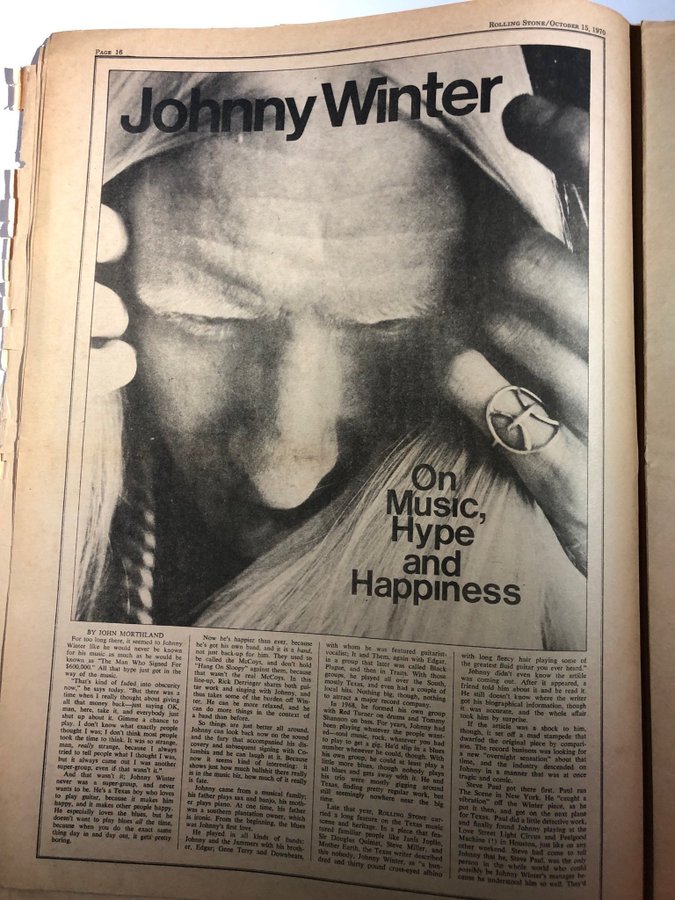 Page 16
Rolling Stone/October 15, 1970
Johnny Winter
On
Music,
Hype
and
Happiness
BY JOHN MORTHLAND
For too long there, it seemed to Johnny
Winter like he would never be known
for his music as much as he would be
known as "The Man Who Signed For
$600,000." All that hype just got in the
way of the music.
"That's kind of faded into obscurity
now," he says today. "But there was a
time when I really thought about giving
all that money back—just saying OK,
man, here, take it, and everybody just
shut up about it. Gimme a chance to
play. I don't know what exactly people
thought I was; I don't think most people
took the time to think. It was so strange,
man, really strange, because I always
tried to tell people what I thought I was,
but it always came out I was another
super-group, even if that wasn't it."
And that wasn't it; Johnny Winter
was never a super-group, and never
wants to be. He's a Texas boy who loves
to play guitar, because it makes him
happy, and it makes other people happy.
He especially loves the blues, but he
doesn't want to play blues all the time,
because when you do the exact same
thing day in and day out, it gets pretty
boring.
Now he's happier than ever, because
he's got his own band, and it is a band,
not just back-up for him. They used to
be called the McCoys, and don't hold
"Hang On Sloopy" against them, because
that wasn't the real McCoys. In this
line-up, Rick Derringer shares both gui-
tar work and singing with Johnny, and
thus takes some of the burden off Win-
ter. He can be more relaxed, and he
can do more things in the context of
a band than before.
So things are just better all around.
Johnny can look back now on the sound
and the fury that accompanied his dis-
covery and subsequent signing with Co-
lumbia and he can laugh at it. Because
now it seems kind of interesting: it
shows just how much bullshit there really
is in the music biz, how much of it really
is fate.
Johnny came from a musical family;
his father plays sax and banjo, his moth-
er plays piano. At one time, his father
was a southern plantation owner, which
is ironic. From the beginning, the blues
was Johnny's first love.
He played in all kinds of bands:
Johnny and the Jammers with his broth-
er, Edgar; Gene Terry and Downbeats,
with whom he was featured guitarist-
vocalist; It and Them, again with Edgar,
in a group that later was called Black
Plague, and then in Traits. With those
groups, he played all over the South,
mostly Texas, and even had a couple of
local hits. Nothing big, though, nothing
to attract a major record company.
In 1968, he formed his own group
with Red Turner on drums and Tommy
Shannon on bass. For years, Johnny had
been playing whatever the people want-
ed—soul music, rock, whatever you had
to play to get a gig. He'd slip in a blues
number whenever he could, though. With
his own group, he could at least play a
little more blues, though nobody plays
all blues and gets away with it. He and
his trio were mostly gigging around
Texas, finding pretty regular work, but
still seemingly nowhere near the big
time.
Late that year, ROLLING STONE car-
ried a long feature on the Texas music
scene and heritage. In a piece that men-
tioned familiar people like Janis Joplin,
Sir Douglas Quintet, Steve Miller, and
Mother Earth, the Texas writer described
this nobody, Johnny Winter, as "a hun-
dred and thirty pound cross-eyed albino
with long fleecy hair playing some of
the greatest fluid guitar you ever heard."
Johnny didn't even know the article
was coming out. After it appeared, a
friend told him about it and he read it.
He still doesn't know where the writer
got his biographical information, though
it was accurate, and the whole affair
took him by surprise.
If the article was a shock to him,
though, it set off a mad stampede that
dwarfed the original piece by compari-
son. The record business was looking for
a new "overnight sensation" about that
time, and the industry descended on
Johnny in a manner that was at once
tragic and comic.
Steve Paul got there first. Paul ran
The Scene in New York. He "caught a
vibration" off the Winter piece, as he
put it then, and got on the next plane
for Texas. Paul did a little detective work,
and finally found Johnny playing at the
Love Street Light Circus and Feelgood
Machine (!) in Houston, just like on any
other weekend. Steve had come to tell
Johnny that he, Steve Paul, was the only
person in the whole world who could
possibly be Johnny Winter's manager be-
cause he understood him so well. They'd